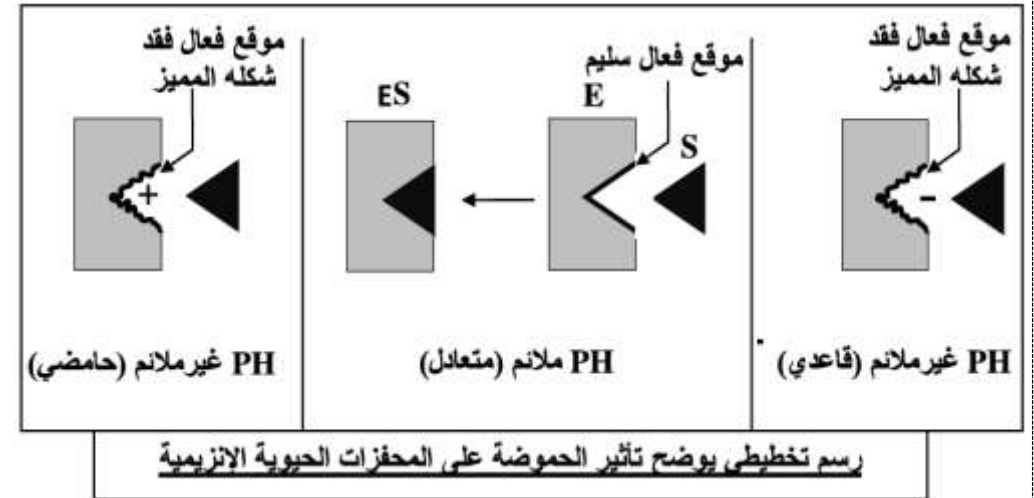 موقع فعال فقد
شكله المميز
-
PH غيرملائم (قاعدي)
موقع فعال سليم
E
S
ES
PH ملائم (متعادل)
موقع فعال فقد
شكله المميز
+
PH غيرملائم (حامضي)
رسم تخطيطي يوضح تأثير الحموضة على المحفزات الحيوية الإنزيمية